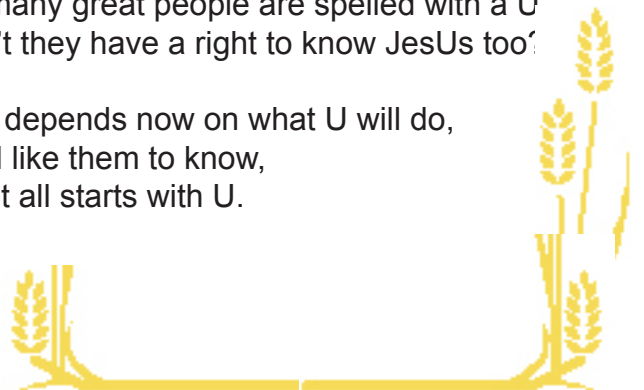 many great people are spelled with a U
't they have a right to know JesUs too?
depends now on what U will do,
like them to know,
t all starts with U.